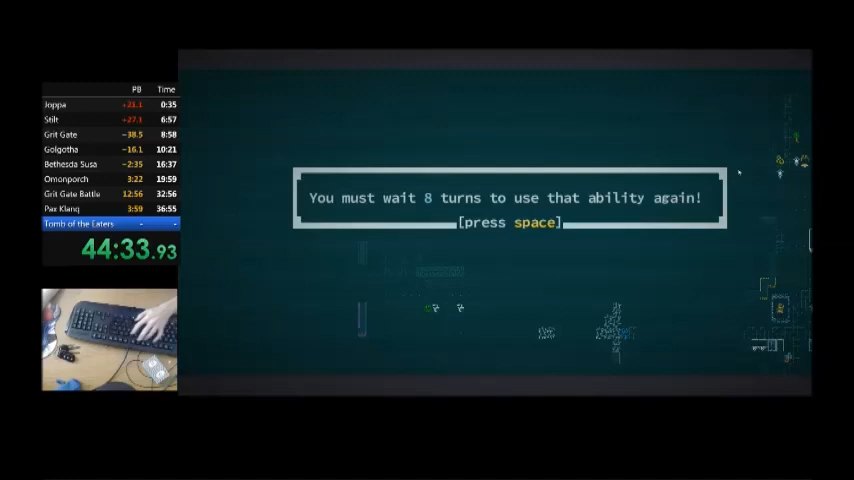 PB Time
Joppa +21.1 0:35
Stilt +27.1 6:57
Grit Gate −38.5 8:58
Golgotha −16.1 10:21
Bethesda Susa −2:35 16:37
Omonporch 3:22 19:59
Grit Gate Battle 12:56 32:56
Pax Klanq 3:59 36:55
Tomb of the Eaters - -
44:33.93
You must wait 8 turns to use that ability again!
[press space]